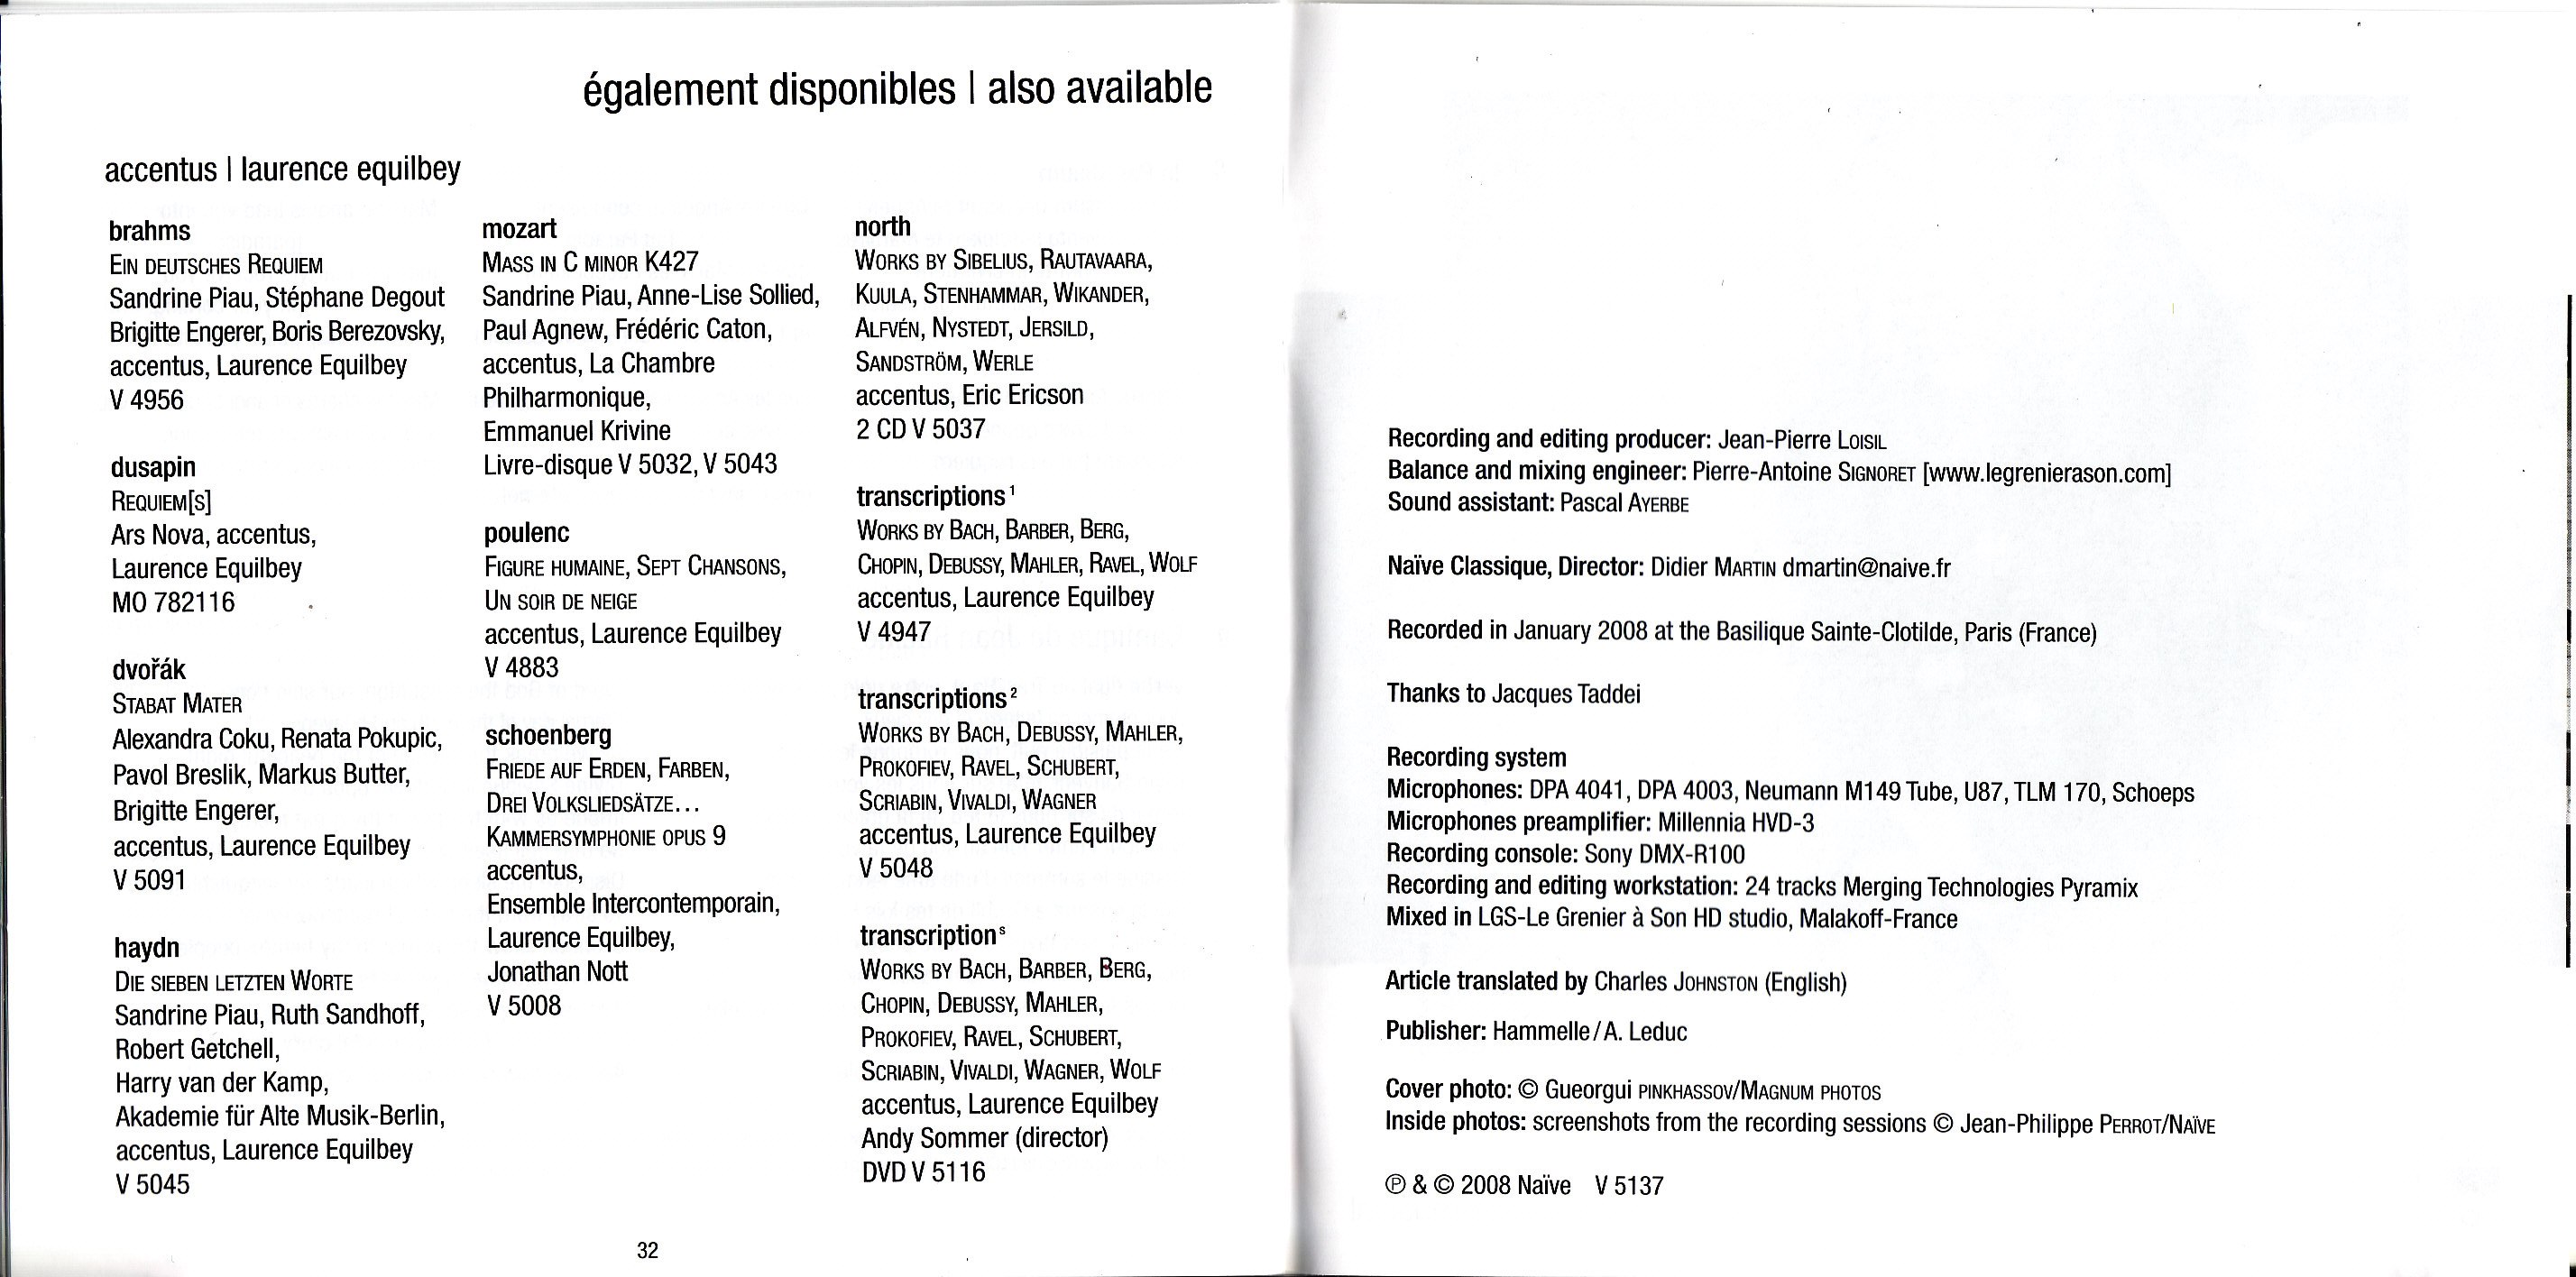 également disponibles | also available
accentus | laurence equilbey
brahms
EIN DEUTSCHES REQUIEM
Sandrine Piau, Stéphane Degout
Brigitte Engerer, Boris Berezovsky,
accentus, Laurence Equilbey
V 4956
dusapin
REQUIEM[S]
Ars Nova, accentus,
Laurence Equilbey
MO 782116
dvořák
STABAT MATER
Alexandra Coku, Renata Pokupic,
Pavol Breslik, Markus Butter,
Brigitte Engerer,
accentus, Laurence Equilbey
V 5091
haydn
DIE SIEBEN LETZTEN WORTE
Sandrine Piau, Ruth Sandhoff,
Robert Getchell,
Harry van der Kamp,
Akademie für Alte Musik-Berlin,
accentus, Laurence Equilbey
V 5045
mozart
MASS IN C MINOR K427
Sandrine Piau, Anne-Lise Sollied,
Paul Agnew, Frédéric Caton,
accentus, La Chambre
Philharmonique,
Emmanuel Krivine
Livre-disque V 5032, V 5043
poulenc
FIGURE HUMAINE, SEPT CHANSONS,
UN SOIR DE NEIGE
accentus, Laurence Equilbey
V 4883
schoenberg
FRIEDE AUF ERDEN, FARBEN,
DREI VOLKSLIEDSÄTZE...
KAMMERSYMPHONIE OPUS 9
accentus,
Ensemble Intercontemporain,
Laurence Equilbey,
Jonathan Nott
V 5008
north
WORKS BY SIBELIUS, RAUTAVAARA,
KUULA, STENHAMMAR, WIKANDER,
ALFVÉN, NYSTEDT, JERSILD,
SANDSTRÖM, WERLE
accentus, Eric Ericson
2 CD V 5037
transcriptions ¹
WORKS BY BACH, BARBER, BERG,
CHOPIN, DEBUSSY, MAHLER, RAVEL, WOLF
accentus, Laurence Equilbey
V 4947
transcriptions ²
WORKS BY BACH, DEBUSSY, MAHLER,
PROKOFIEV, RAVEL, SCHUBERT,
SCRIABIN, VIVALDI, WAGNER
accentus, Laurence Equilbey
V 5048
transcription ˢ
WORKS BY BACH, BARBER, BERG,
CHOPIN, DEBUSSY, MAHLER,
PROKOFIEV, RAVEL, SCHUBERT,
SCRIABIN, VIVALDI, WAGNER, WOLF
accentus, Laurence Equilbey
Andy Sommer (director)
DVD V 5116
32
Recording and editing producer: Jean-Pierre LOISIL
Balance and mixing engineer: Pierre-Antoine SIGNORET [www.legrenierason.com]
Sound assistant: Pascal AYERBE
Naïve Classique, Director: Didier MARTIN dmartin@naive.fr
Recorded in January 2008 at the Basilique Sainte-Clotilde, Paris (France)
Thanks to Jacques Taddei
Recording system
Microphones: DPA 4041, DPA 4003, Neumann M149 Tube, U87, TLM 170, Schoeps
Microphones preamplifier: Millennia HVD-3
Recording console: Sony DMX-R100
Recording and editing workstation: 24 tracks Merging Technologies Pyramix
Mixed in LGS-Le Grenier à Son HD studio, Malakoff-France
Article translated by Charles JOHNSTON (English)
Publisher: Hammelle / A. Leduc
Cover photo: © Gueorgui PINKHASSOV/MAGNUM PHOTOS
Inside photos: screenshots from the recording sessions © Jean-Philippe PERROT/NAÏVE
℗ & © 2008 Naïve V 5137